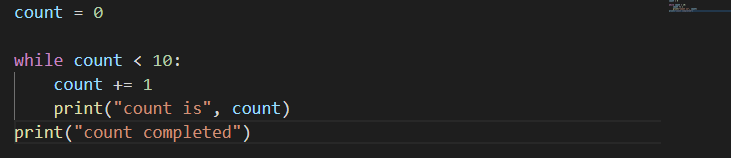 count = 0
while count < 10:
    count += 1
    print("count is", count)
print("count completed")